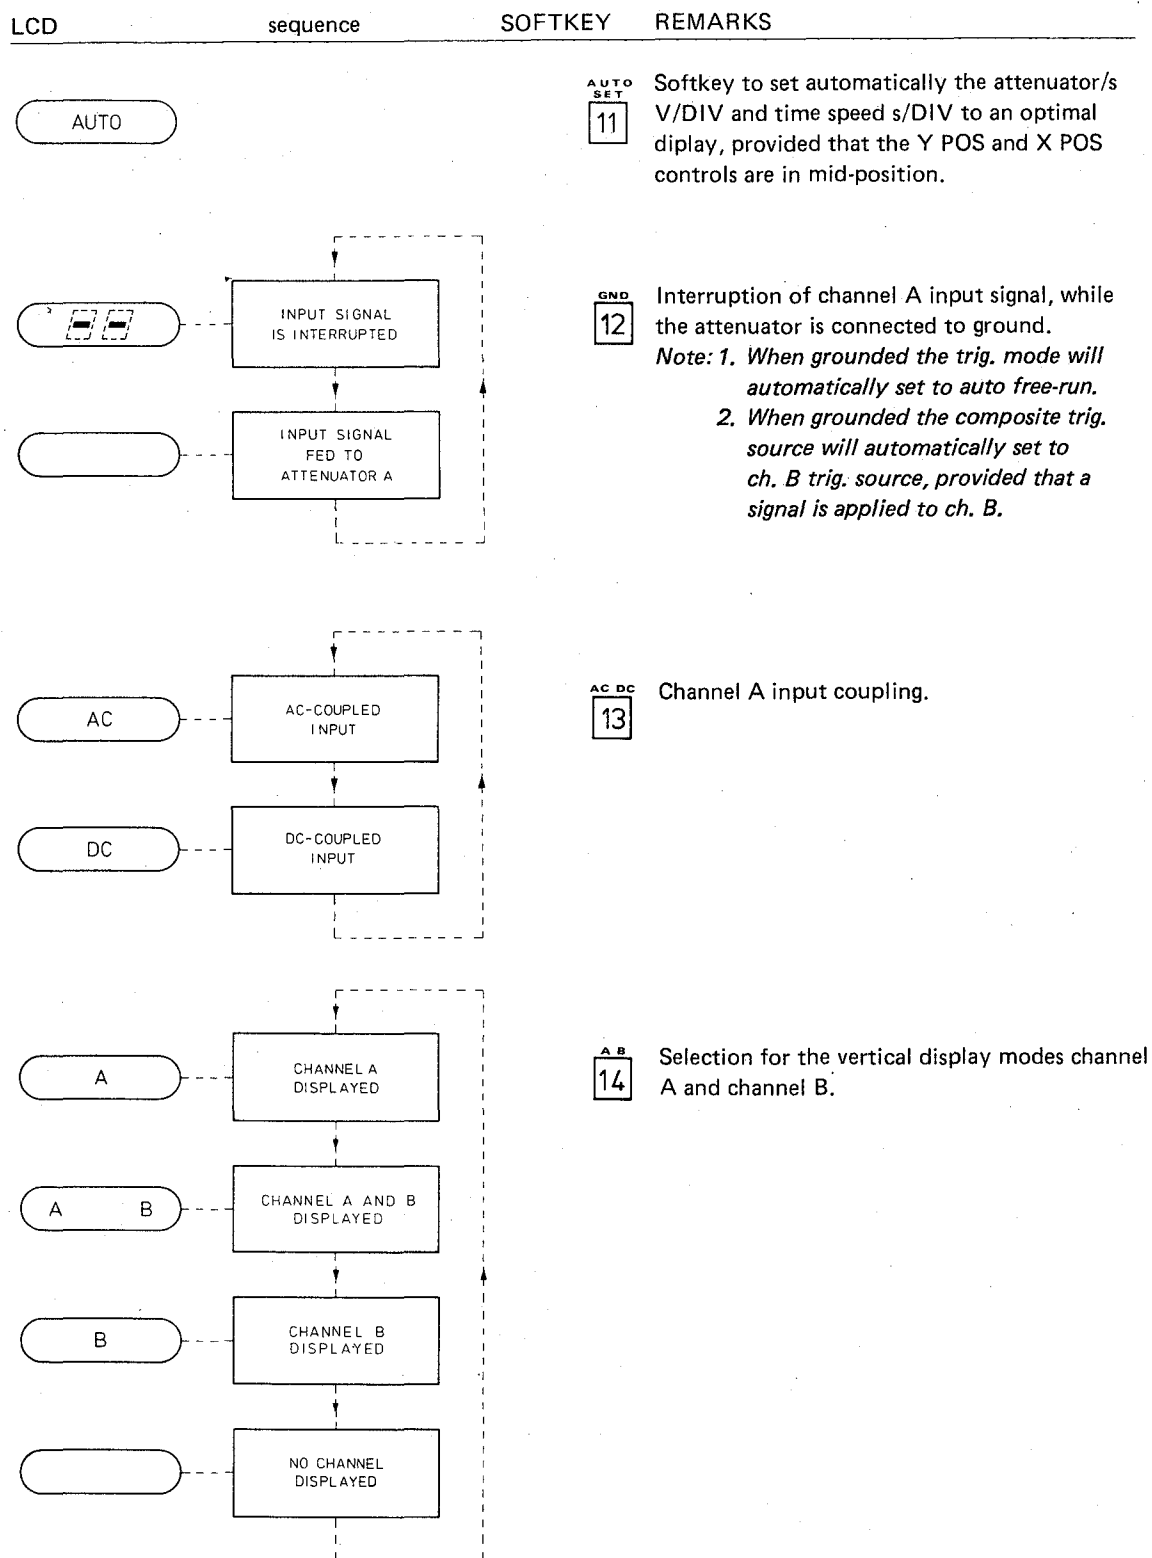 LCD sequence SOFTKEY REMARKS
AUTO
AUTO
SET
11
Softkey to set automatically the attenuator/s
V/DIV and time speed s/DIV to an optimal
diplay, provided that the Y POS and X POS
controls are in mid-position.
INPUT SIGNAL
IS INTERRUPTED
INPUT SIGNAL
FED TO
ATTENUATOR A
GND
12
Interruption of channel A input signal, while
the attenuator is connected to ground.
Note: 1. When grounded the trig. mode will
automatically set to auto free-run.
2. When grounded the composite trig.
source will automatically set to
ch. B trig. source, provided that a
signal is applied to ch. B.
AC
AC-COUPLED
INPUT
DC
DC-COUPLED
INPUT
AC DC
13
Channel A input coupling.
A
CHANNEL A
DISPLAYED
A B
CHANNEL A AND B
DISPLAYED
B
CHANNEL B
DISPLAYED
NO CHANNEL
DISPLAYED
A B
14
Selection for the vertical display modes channel
A and channel B.